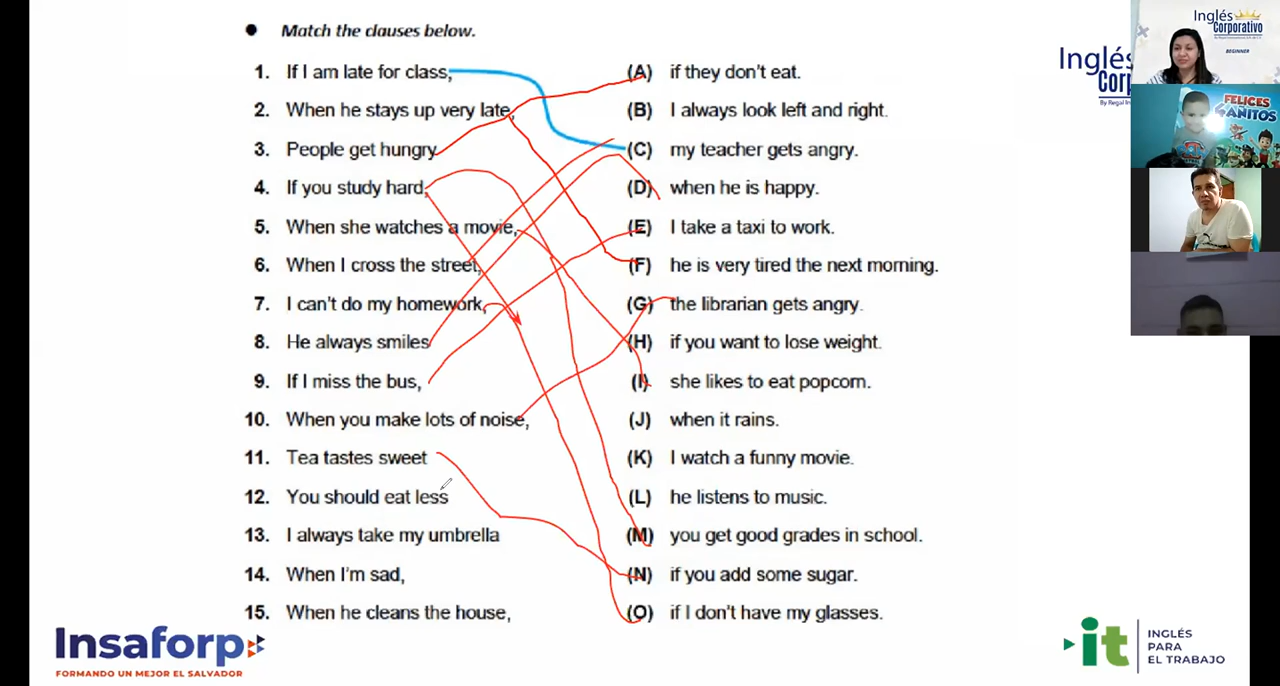 ● Match the clauses below.
1. If I am late for class,
2. When he stays up very late,
3. People get hungry
4. If you study hard,
5. When she watches a movie,
6. When I cross the street,
7. I can't do my homework,
8. He always smiles
9. If I miss the bus,
10. When you make lots of noise,
11. Tea tastes sweet
12. You should eat less
13. I always take my umbrella
14. When I'm sad,
15. When he cleans the house,
(A) if they don't eat.
(B) I always look left and right.
(C) my teacher gets angry.
(D) when he is happy.
(E) I take a taxi to work.
(F) he is very tired the next morning.
(G) the librarian gets angry.
(H) if you want to lose weight.
(I) she likes to eat popcorn.
(J) when it rains.
(K) I watch a funny movie.
(L) he listens to music.
(M) you get good grades in school.
(N) if you add some sugar.
(O) if I don't have my glasses.
Inglés
Corp
By Regal In
Inglés
Corporativo
BEGINNER
FELICES
4 AÑITOS
Insaforp
FORMANDO UN MEJOR EL SALVADOR
it
INGLÉS
PARA
EL TRABAJO